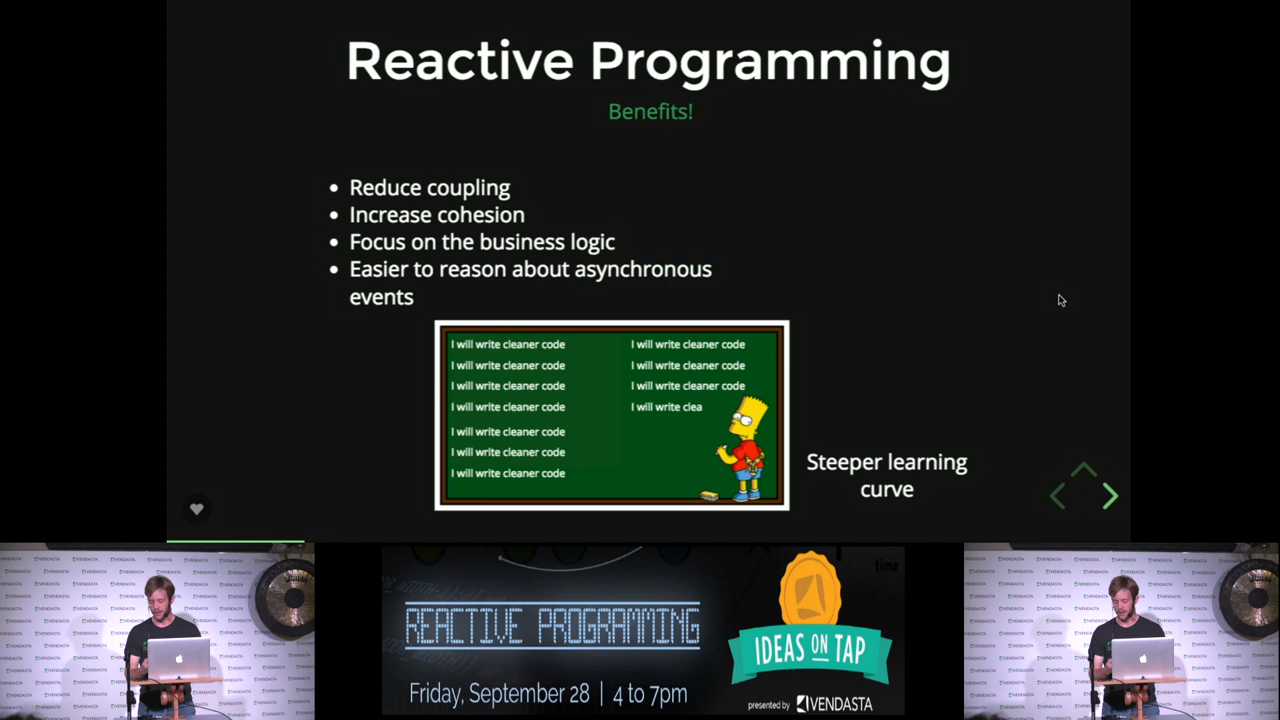 Reactive Programming
Benefits!
Reduce coupling
Increase cohesion
Focus on the business logic
Easier to reason about asynchronous
events
I will write cleaner code
I will write cleaner code
I will write cleaner code
I will write cleaner code
I will write cleaner code
I will write cleaner code
I will write cleaner code
I will write cleaner code
I will write cleaner code
I will write cleaner code
I will write clea
Steeper learning
curve
time
REACTIVE PROGRAMMING
Friday, September 28 | 4 to 7pm
IDEAS ON TAP
presented by VENDASTA